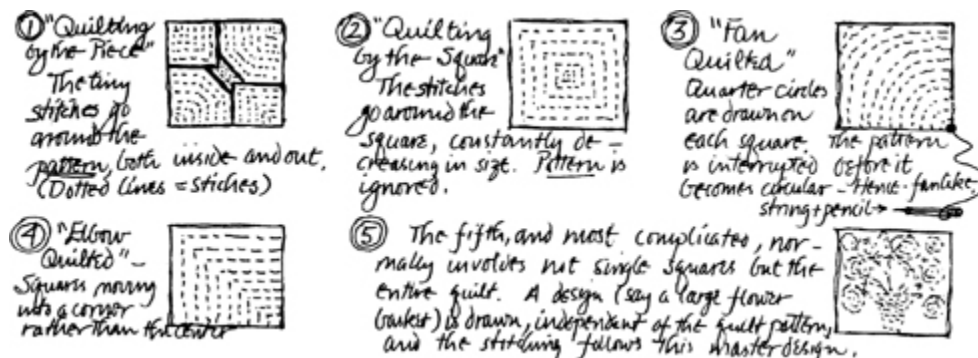 ① "Quilting
by the Piece"
The tiny
stitches go
around the
pattern, both inside and out.
(Dotted Lines = Stiches)
② "Quilting
by the Square"
The stitches
go around the
square, constantly de-
creasing in size. Pattern is
ignored.
③ "Fan
Quilted"
Quarter circles
are drawn on
each square. The pattern
is interrupted before it
becomes circular - Hence - fanlike.
string + pencil →
④ "Elbow
Quilted" -
Squares moving
into a corner
rather than the center
⑤ The fifth, and most complicated, nor-
mally involves not single squares but the
entire quilt. A design (say a large flower
basket) is drawn, independent of the quilt pattern,
and the stitching follows this master design.